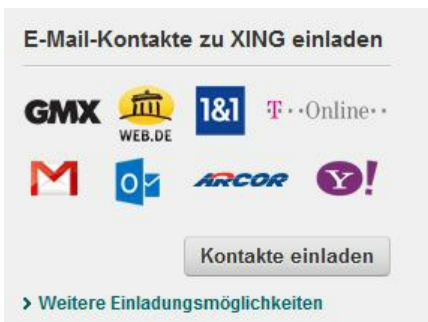 E-Mail-Kontakte zu XING einladen
GMX WEB.DE 1&1 T··Online··
M O ARCOR Y!
Kontakte einladen
Weitere Einladungsmöglichkeiten